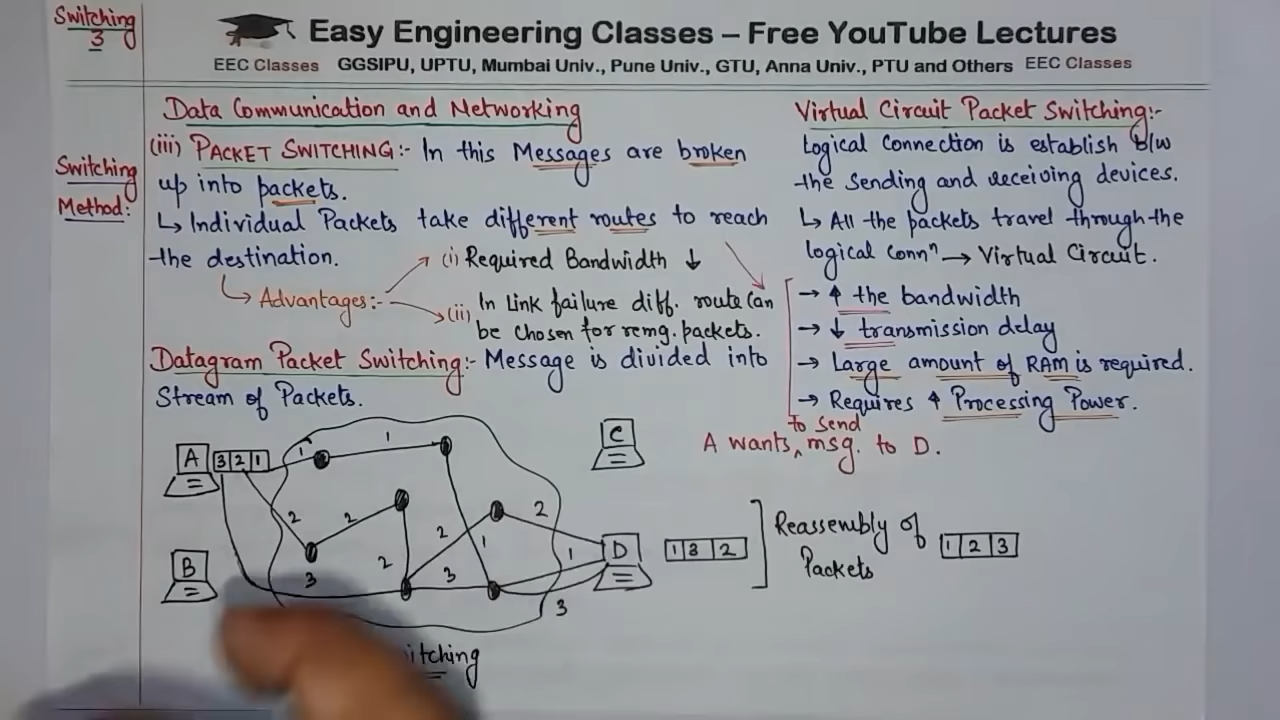 Switching
3
Easy Engineering Classes – Free YouTube Lectures
EEC Classes GGSIPU, UPTU, Mumbai Univ., Pune Univ., GTU, Anna Univ., PTU and Others EEC Classes
Switching
Method:
Data Communication and Networking
(iii) PACKET SWITCHING:- In this Messages are broken
up into packets.
↳ Individual Packets take different routes to reach
the destination.
↳ Advantages:-
(i) Required Bandwidth ↓
(ii) In Link failure diff. route can
be chosen for remg. packets.
Datagram Packet Switching:- Message is divided into
Stream of Packets.
Virtual Circuit Packet Switching:-
Logical Connection is establish b/w
the sending and receiving devices.
↳ All the packets travel through the
logical connⁿ → Virtual Circuit.
→ ↑ the bandwidth
→ ↓ transmission delay
→ Large amount of RAM is required.
→ Requires ↑ Processing Power.
to send
A wants ^ msg. to D.
A 3 2 1
1 1
C
2 2
2 2 2
1 1
B
3 3 3
D
1 3 2
Reassembly of
Packets
1 2 3
itching